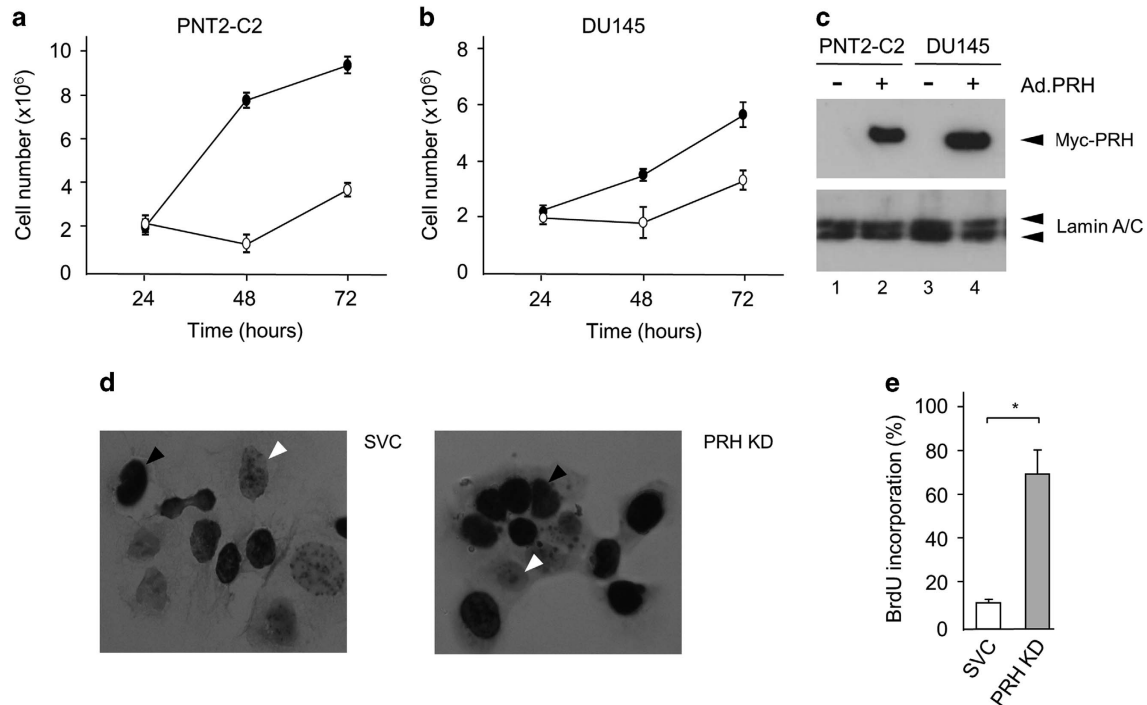 a
PNT2-C2
Cell number (x10⁶)
10
8
6
4
2
0
24 48 72
Time (hours)
b
DU145
Cell number (x10⁶)
8
6
4
2
0
24 48 72
Time (hours)
c
PNT2-C2 DU145
- + - + Ad.PRH
Myc-PRH
Lamin A/C
1 2 3 4
d
SVC
PRH KD
e
BrdU incorporation (%)
100
80
60
40
20
0
*
SVC
PRH KD